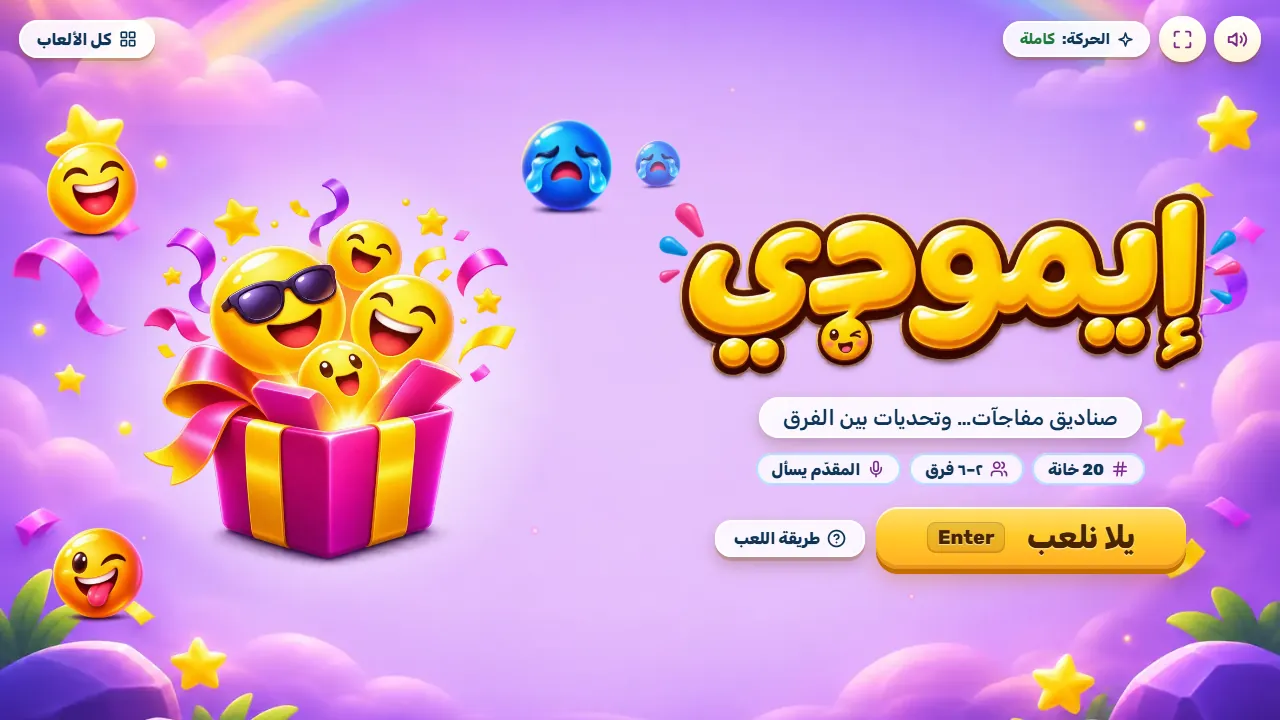 الحركة: كاملة
كل الألعاب
إيموجي
صناديق مفاجآت... وتحديات بين الفرق
20 خانة
٢-٦ فرق
المقدّم يسأل
يلا نلعب Enter
طريقة اللعب